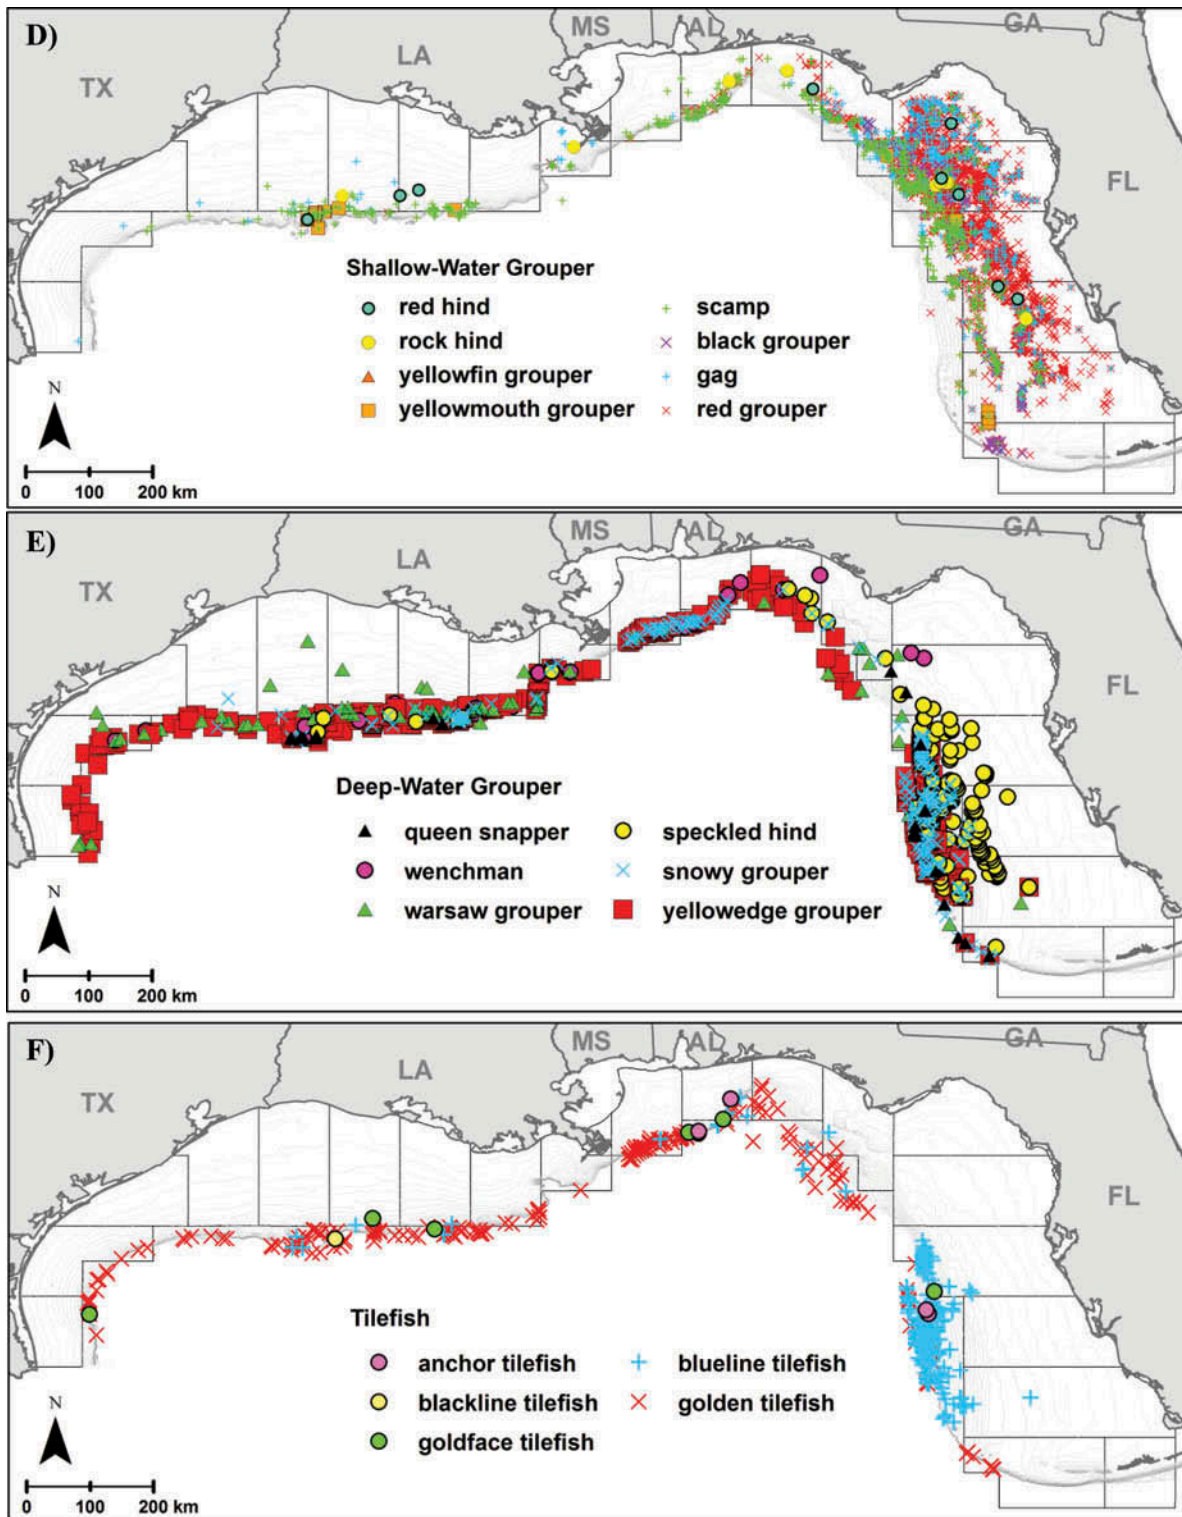 D)
TX
LA
MS
AL
GA
FL
Shallow-Water Grouper
red hind
scamp
rock hind
black grouper
yellowfin grouper
gag
yellowmouth grouper
red grouper
N
0 100 200 km
E)
TX
LA
MS
AL
GA
FL
Deep-Water Grouper
queen snapper
speckled hind
wenchman
snowy grouper
warsaw grouper
yellowedge grouper
N
0 100 200 km
F)
TX
LA
MS
AL
GA
FL
Tilefish
anchor tilefish
blueline tilefish
blackline tilefish
golden tilefish
goldface tilefish
N
0 100 200 km